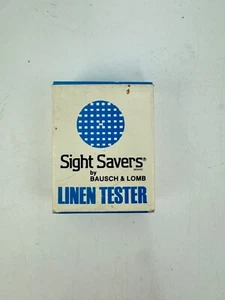 Sight Savers®
by
BAUSCH & LOMB
LINEN TESTER